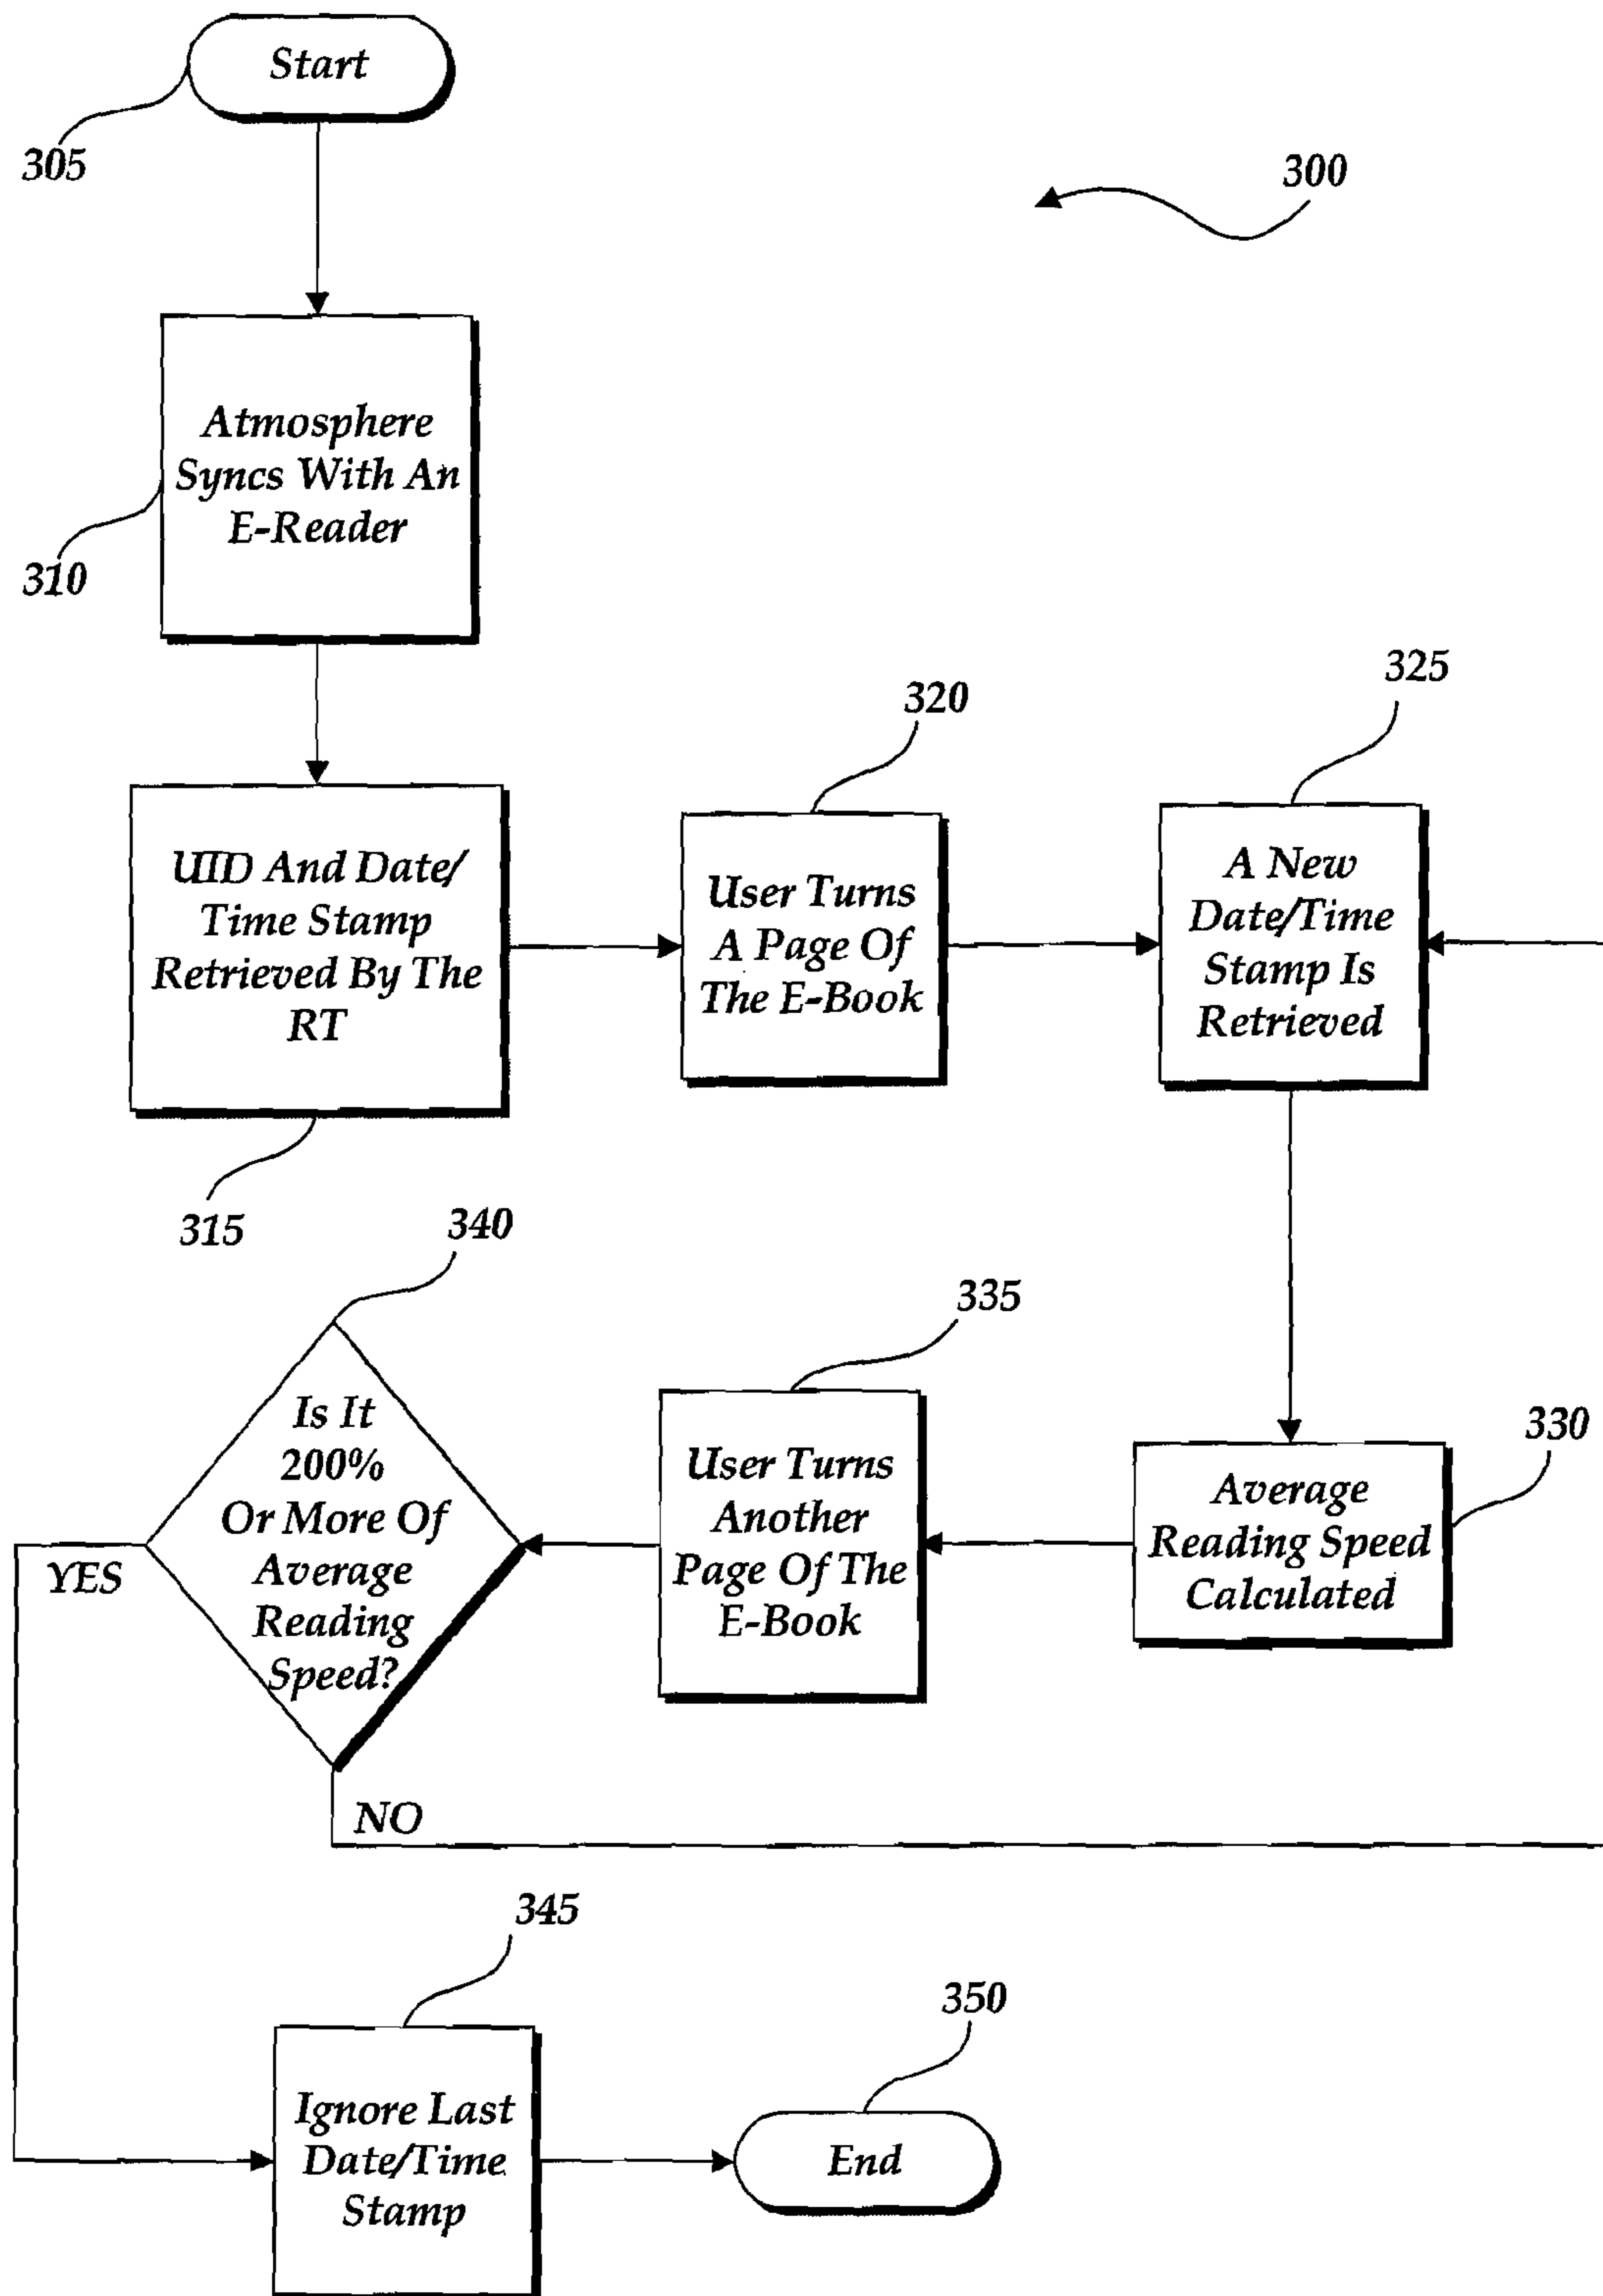 Start
305
300
Atmosphere
Syncs With An
E-Reader
310
325
320
UID And Date/
Time Stamp
Retrieved By The
RT
315
User Turns
A Page Of
The E-Book
A New
Date/Time
Stamp Is
Retrieved
340
335
330
Is It
200%
Or More Of
Average
Reading
Speed?
User Turns
Another
Page Of The
E-Book
Average
Reading Speed
Calculated
YES
NO
345
350
Ignore Last
Date/Time
Stamp
End